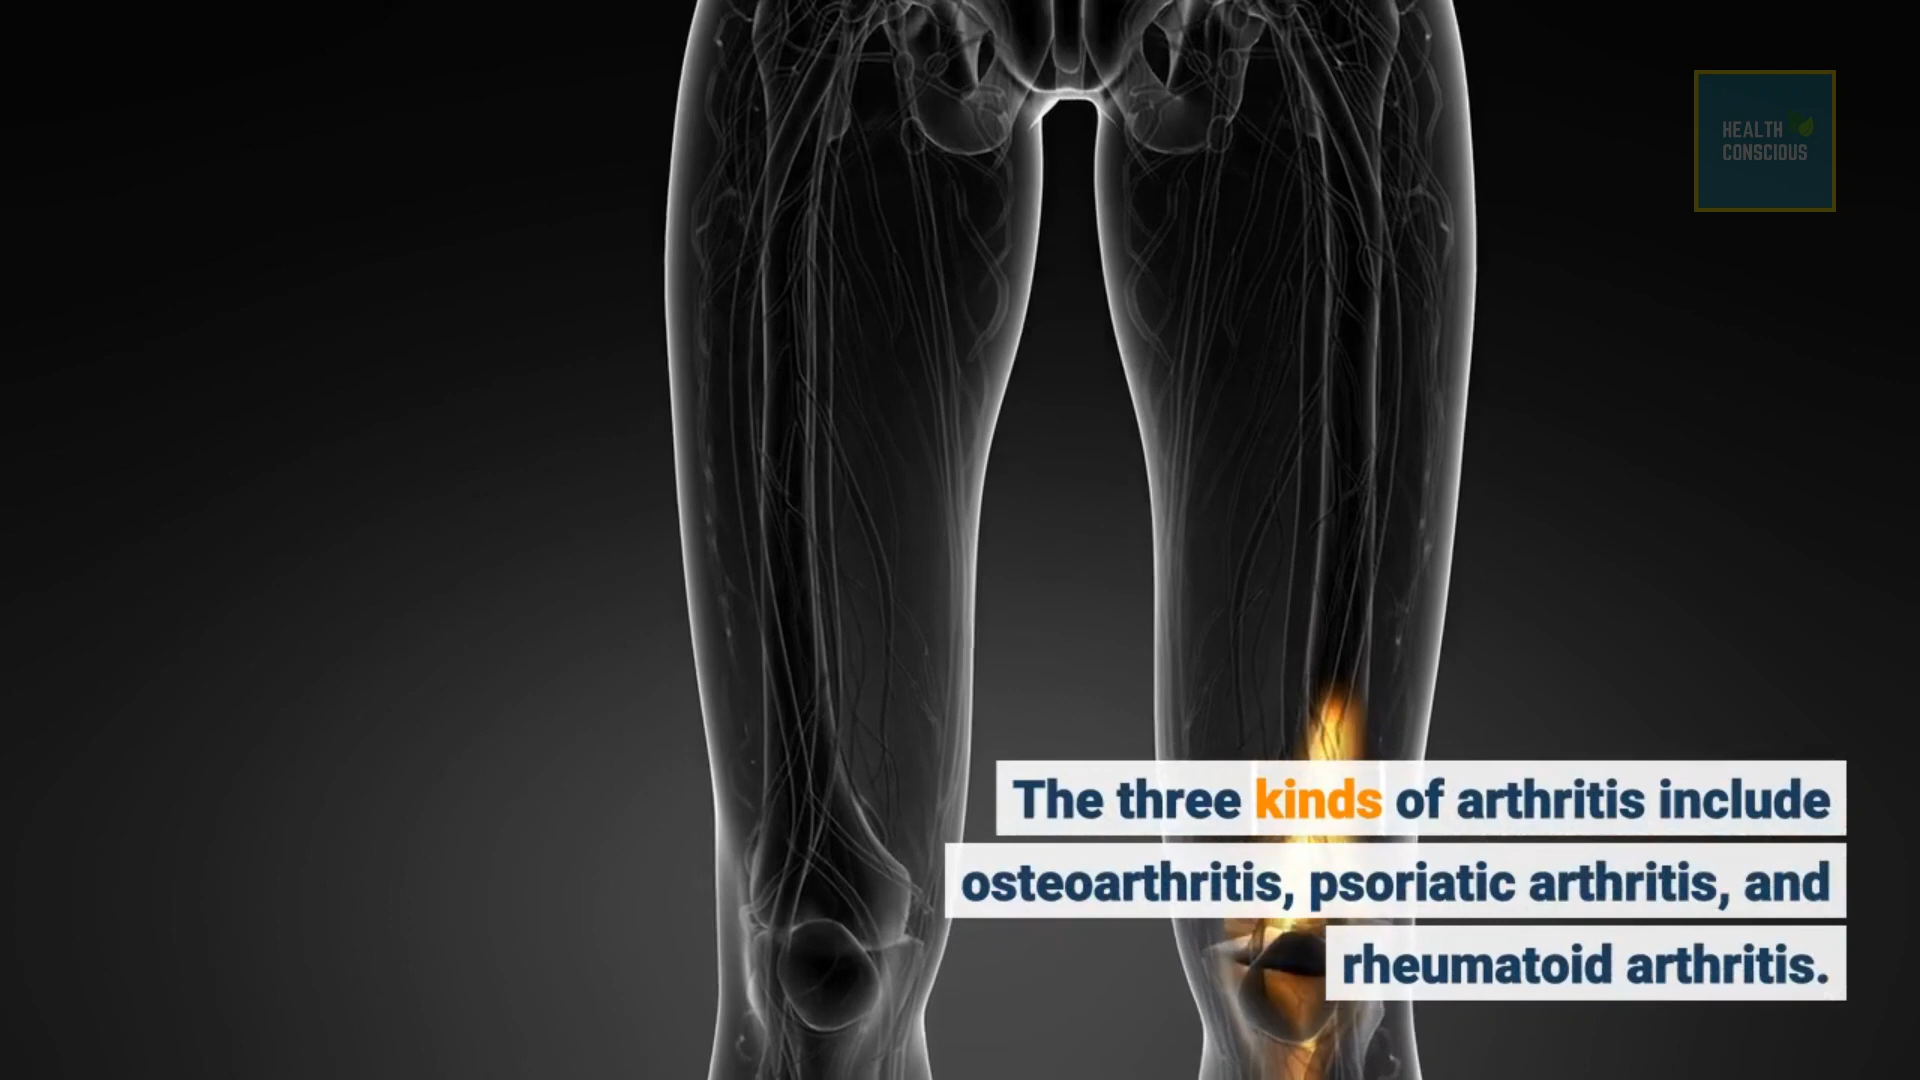 HEALTH
CONSCIOUS
The three kinds of arthritis include
osteoarthritis, psoriatic arthritis, and
rheumatoid arthritis.